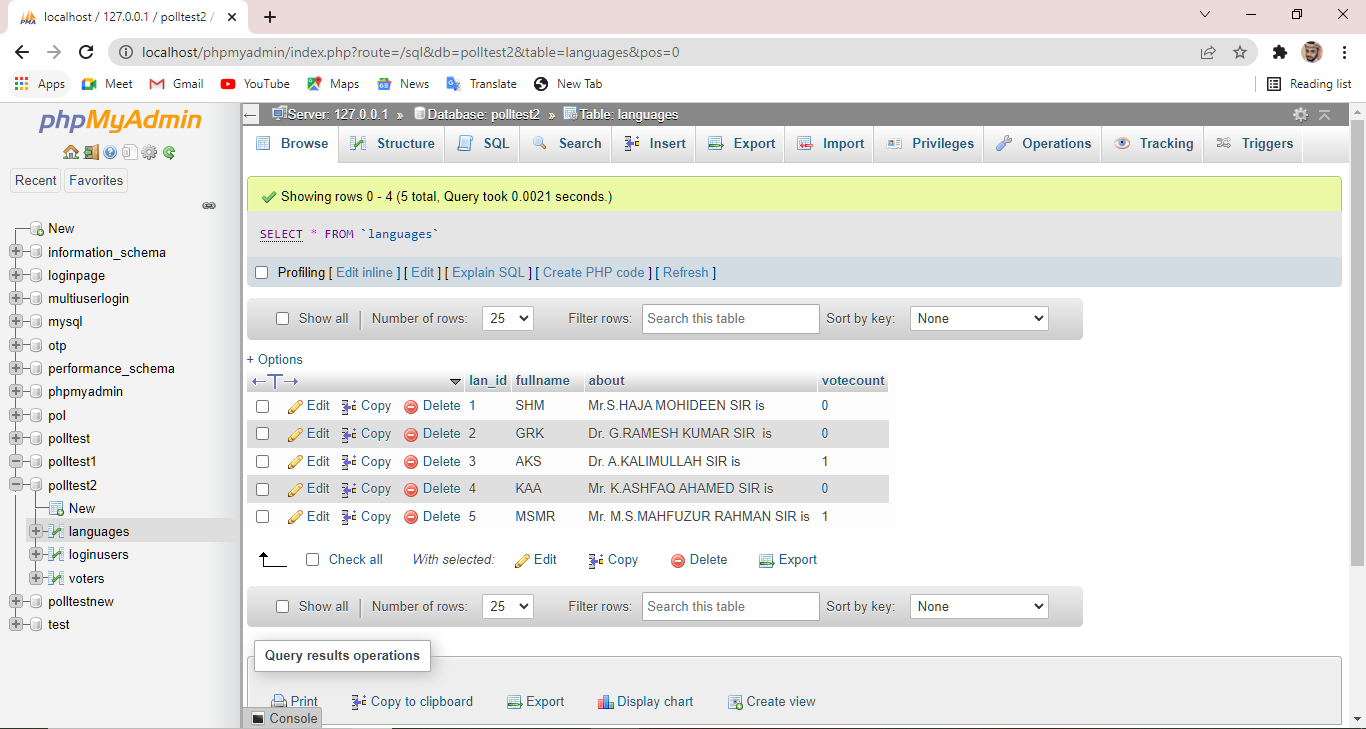 localhost / 127.0.0.1 / polltest2 /
localhost/phpmyadmin/index.php?route=/sql&db=polltest2&table=languages&pos=0
Apps Meet Gmail YouTube Maps News Translate New Tab Reading list
phpMyAdmin
Recent Favorites
New
information_schema
loginpage
multiuserlogin
mysql
otp
performance_schema
phpmyadmin
pol
polltest
polltest1
polltest2
New
languages
loginusers
voters
polltestnew
test
Server: 127.0.0.1 » Database: polltest2 » Table: languages
Browse Structure SQL Search Insert Export Import Privileges Operations Tracking Triggers
Showing rows 0 - 4 (5 total, Query took 0.0021 seconds.)
SELECT * FROM `languages`
Profiling [ Edit inline ] [ Edit ] [ Explain SQL ] [ Create PHP code ] [ Refresh ]
Show all | Number of rows: 25 Filter rows: Search this table Sort by key: None
+ Options
←T→ lan_id fullname about votecount
Edit Copy Delete 1 SHM Mr.S.HAJA MOHIDEEN SIR is 0
Edit Copy Delete 2 GRK Dr. G.RAMESH KUMAR SIR is 0
Edit Copy Delete 3 AKS Dr. A.KALIMULLAH SIR is 1
Edit Copy Delete 4 KAA Mr. K.ASHFAQ AHAMED SIR is 0
Edit Copy Delete 5 MSMR Mr. M.S.MAHFUZUR RAHMAN SIR is 1
Check all With selected: Edit Copy Delete Export
Show all | Number of rows: 25 Filter rows: Search this table Sort by key: None
Query results operations
Print Copy to clipboard Export Display chart Create view
Console